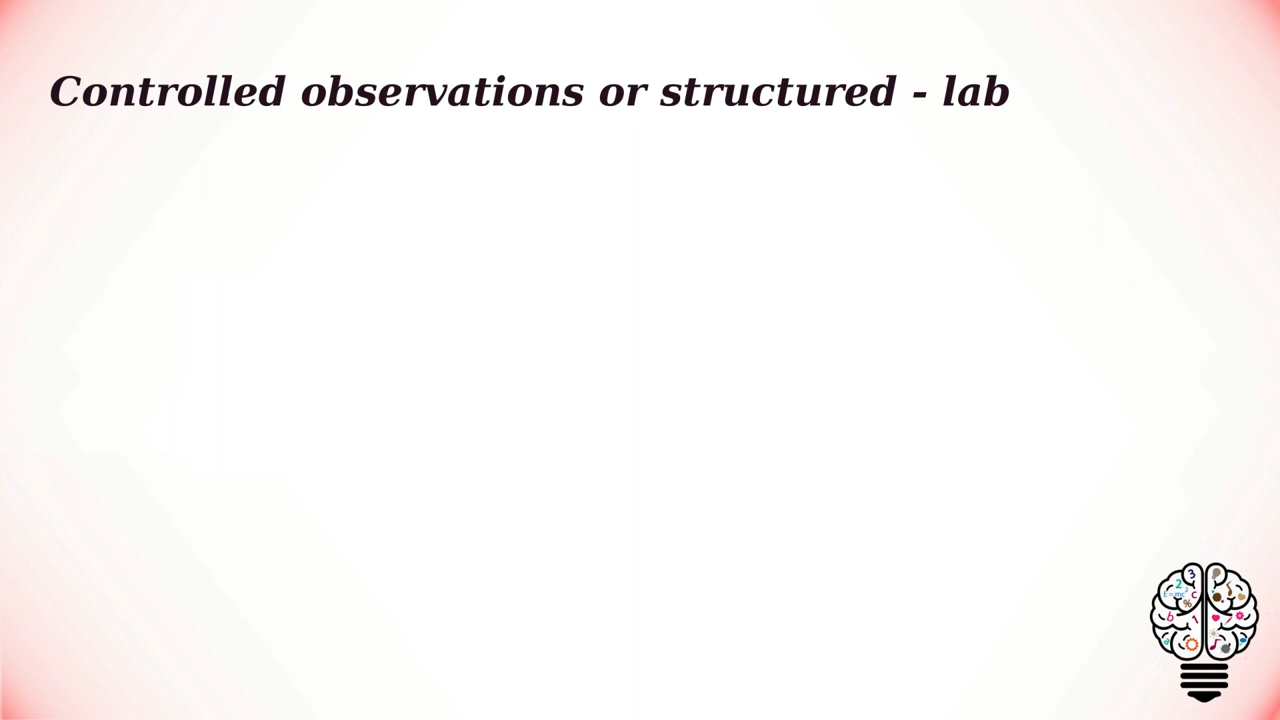 Controlled observations or structured - lab